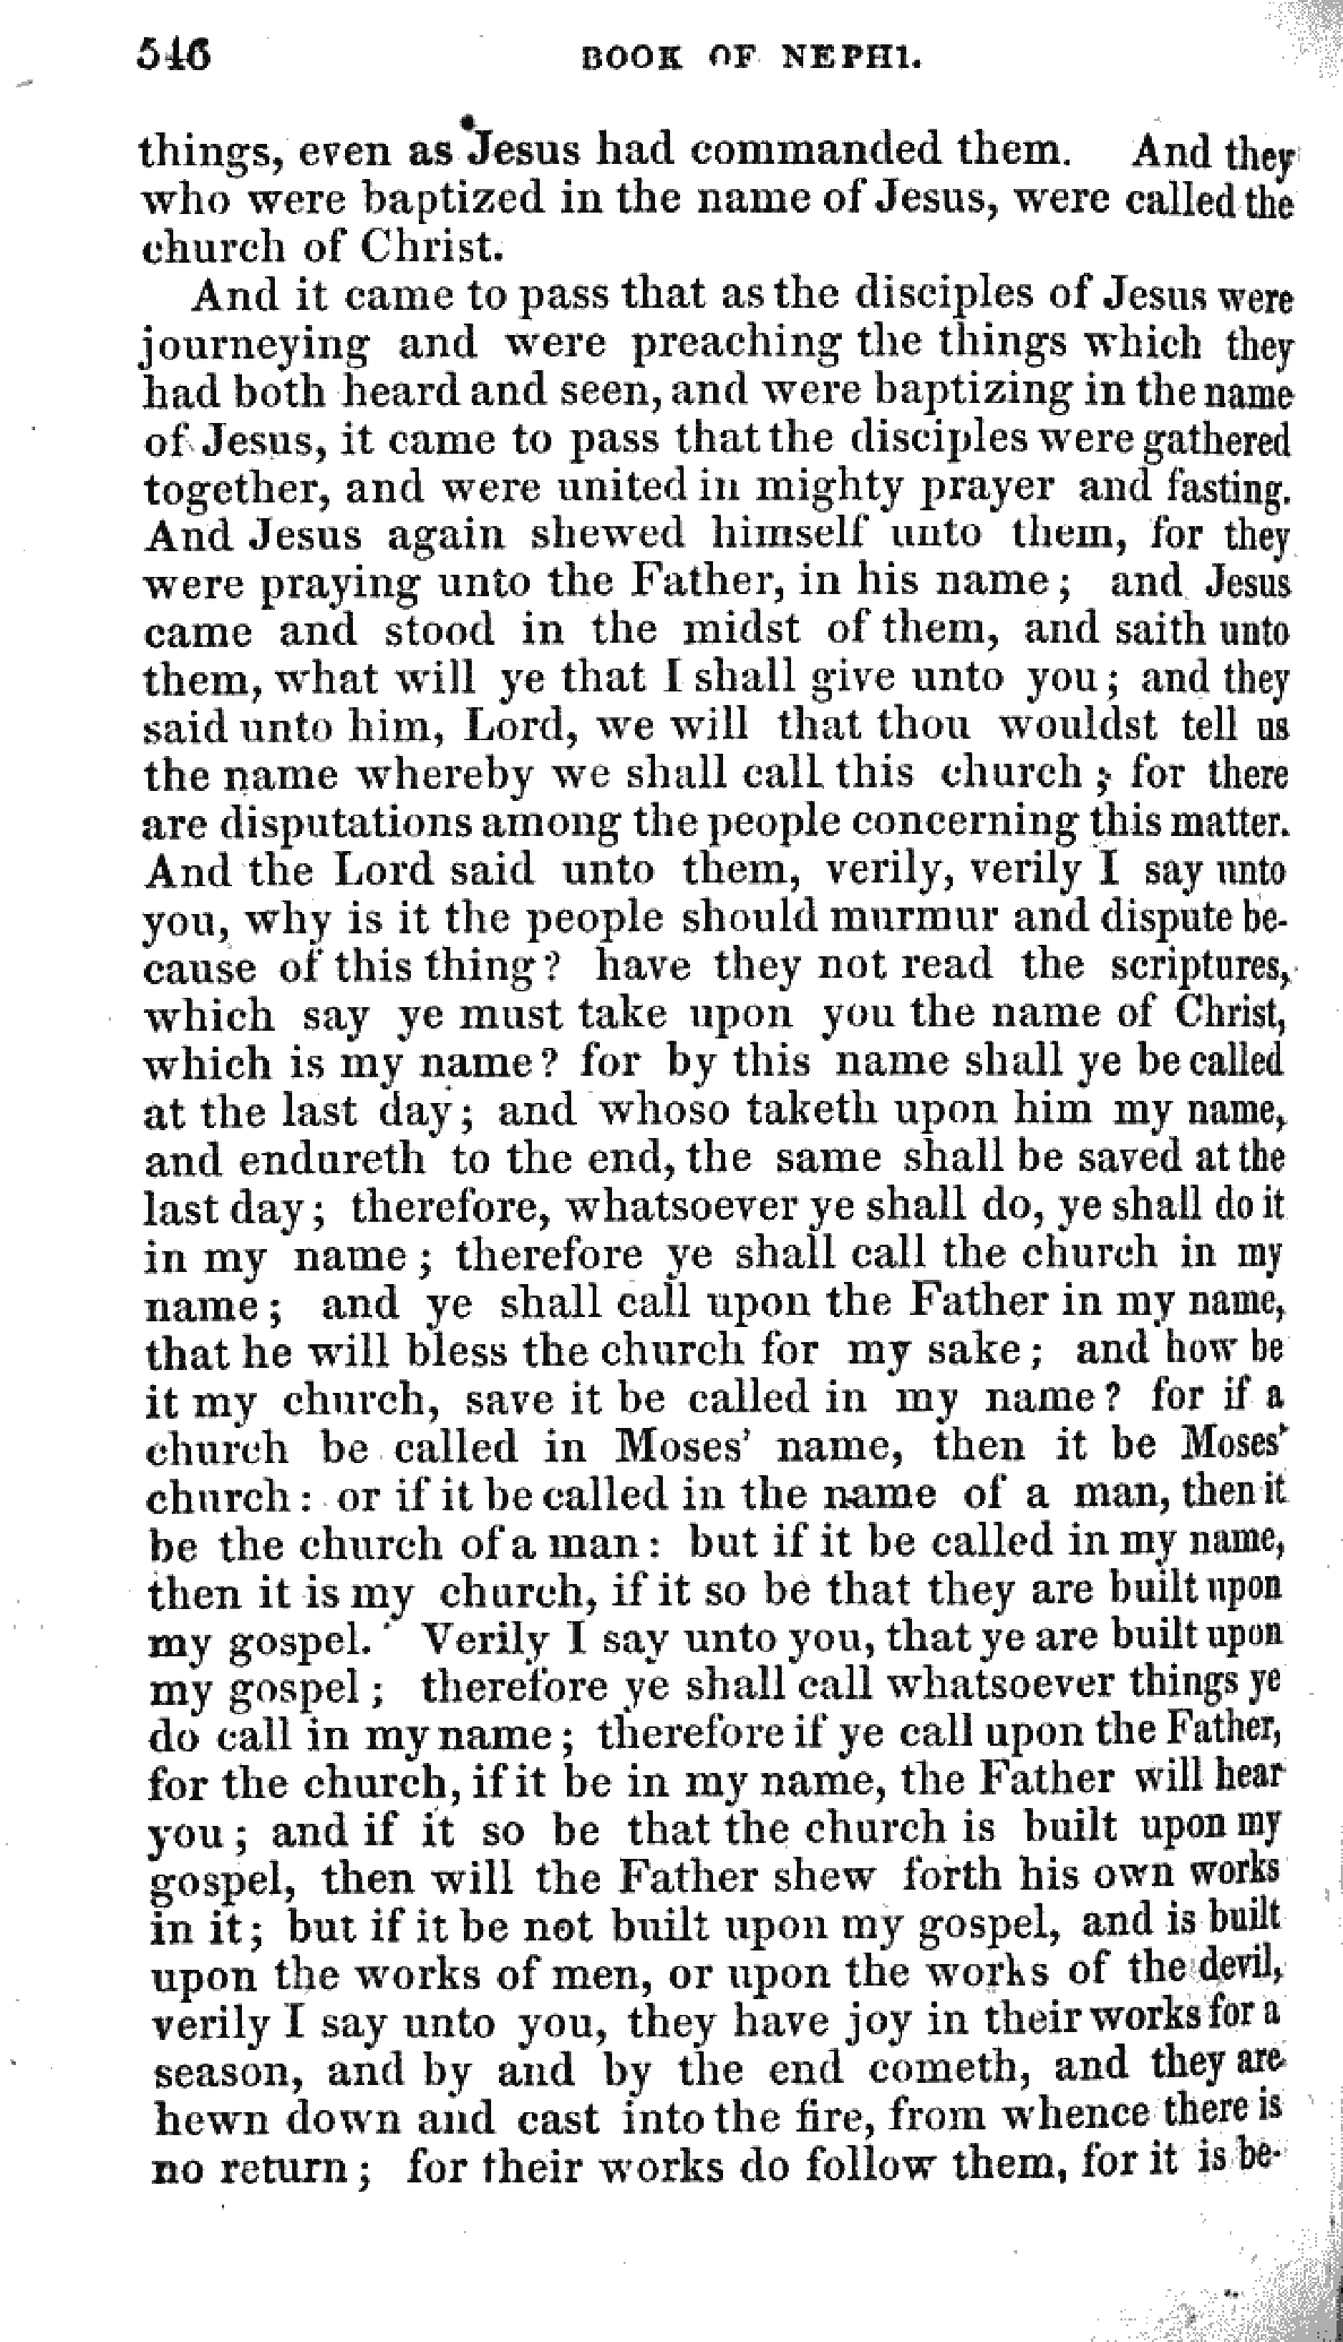 546 BOOK OF NEPHI.
things, even as Jesus had commanded them. And they
who were baptized in the name of Jesus, were called the
church of Christ.
And it came to pass that as the disciples of Jesus were
journeying and were preaching the things which they
had both heard and seen, and were baptizing in the name
of Jesus, it came to pass that the disciples were gathered
together, and were united in mighty prayer and fasting.
And Jesus again shewed himself unto them, for they
were praying unto the Father, in his name; and Jesus
came and stood in the midst of them, and saith unto
them, what will ye that I shall give unto you; and they
said unto him, Lord, we will that thou wouldst tell us
the name whereby we shall call this church; for there
are disputations among the people concerning this matter.
And the Lord said unto them, verily, verily I say unto
you, why is it the people should murmur and dispute be-
cause of this thing? have they not read the scriptures,
which say ye must take upon you the name of Christ,
which is my name? for by this name shall ye be called
at the last day; and whoso taketh upon him my name,
and endureth to the end, the same shall be saved at the
last day; therefore, whatsoever ye shall do, ye shall do it
in my name; therefore ye shall call the church in my
name; and ye shall call upon the Father in my name,
that he will bless the church for my sake; and how be
it my church, save it be called in my name? for if a
church be called in Moses' name, then it be Moses'
church: or if it be called in the name of a man, then it
be the church of a man: but if it be called in my name,
then it is my church, if it so be that they are built upon
my gospel. Verily I say unto you, that ye are built upon
my gospel; therefore ye shall call whatsoever things ye
do call in my name; therefore if ye call upon the Father,
for the church, if it be in my name, the Father will hear
you; and if it so be that the church is built upon my
gospel, then will the Father shew forth his own works
in it; but if it be not built upon my gospel, and is built
upon the works of men, or upon the works of the devil,
verily I say unto you, they have joy in their works for a
season, and by and by the end cometh, and they are
hewn down and cast into the fire, from whence there is
no return; for their works do follow them, for it is be-